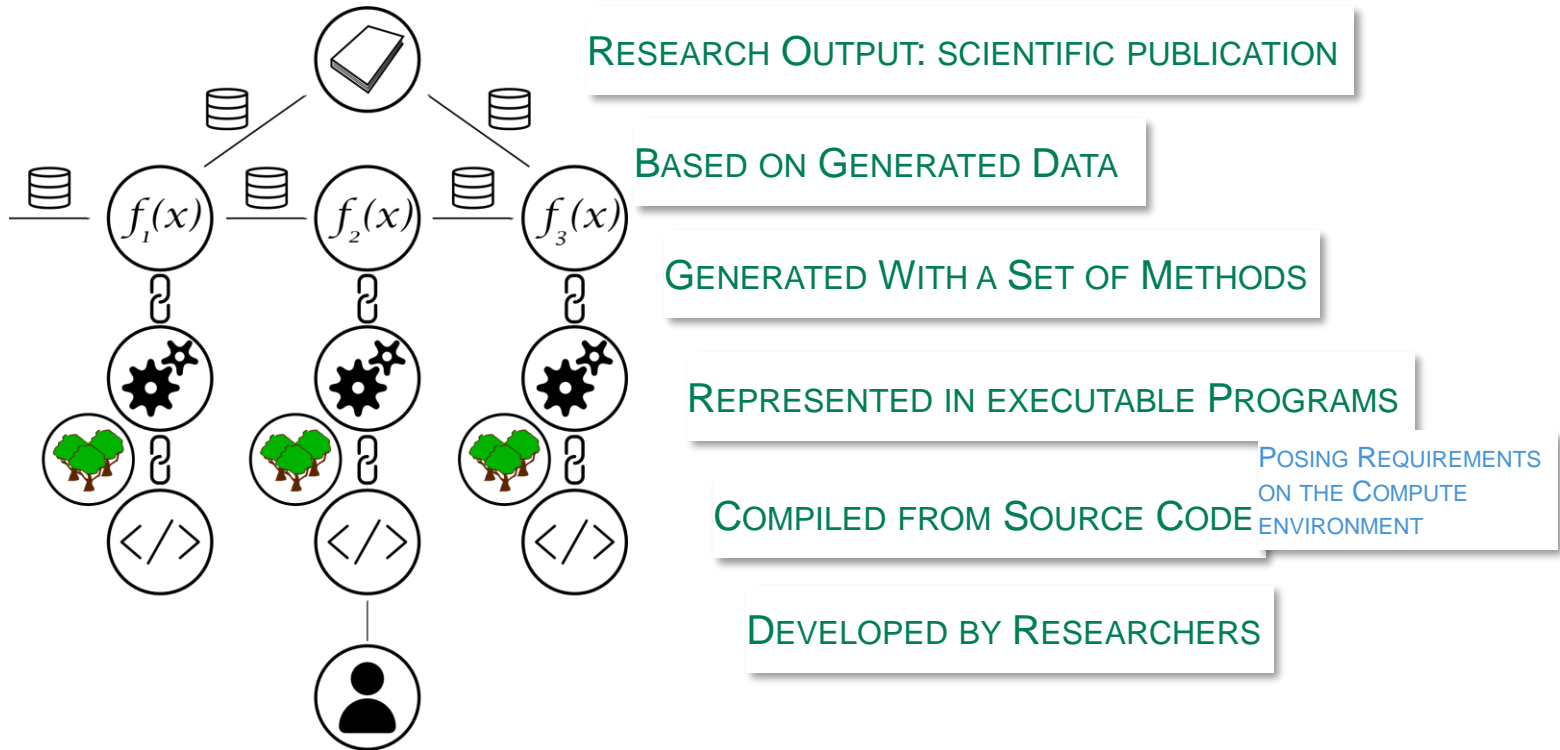 RESEARCH OUTPUT: SCIENTIFIC PUBLICATION
BASED ON GENERATED DATA
f₁(x) f₂(x) f₃(x)
GENERATED WITH A SET OF METHODS
REPRESENTED IN EXECUTABLE PROGRAMS
POSING REQUIREMENTS
ON THE COMPUTE
ENVIRONMENT
COMPILED FROM SOURCE CODE
</> </> </>
DEVELOPED BY RESEARCHERS